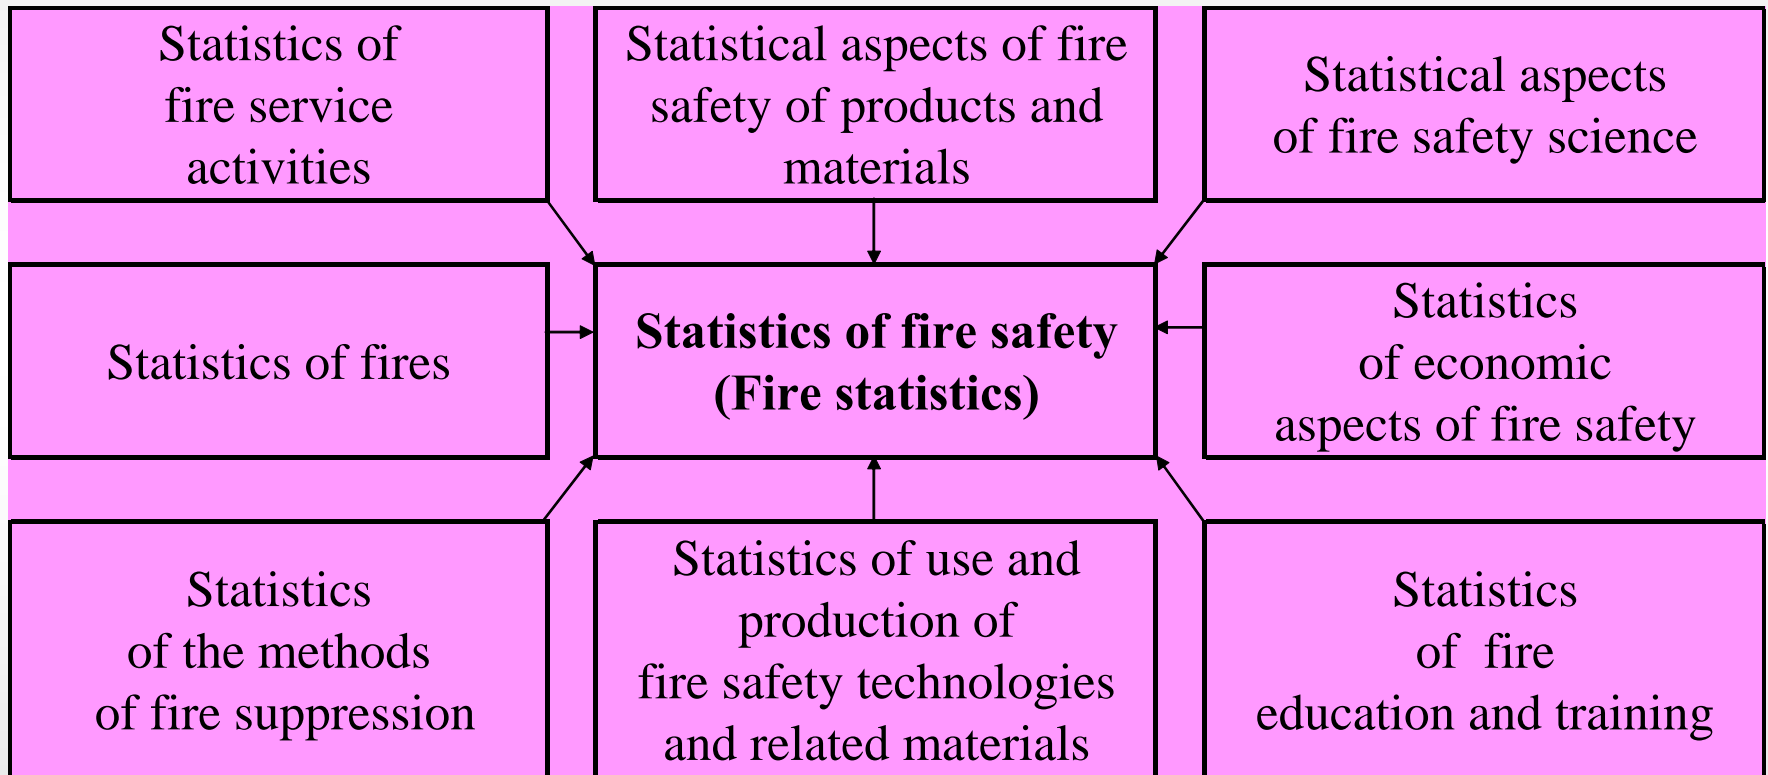 Statistics of
fire service
activities
Statistical aspects of fire
safety of products and
materials
Statistical aspects
of fire safety science
Statistics of fires
Statistics of fire safety
(Fire statistics)
Statistics
of economic
aspects of fire safety
Statistics
of the methods
of fire suppression
Statistics of use and
production of
fire safety technologies
and related materials
Statistics
of  fire
education and training